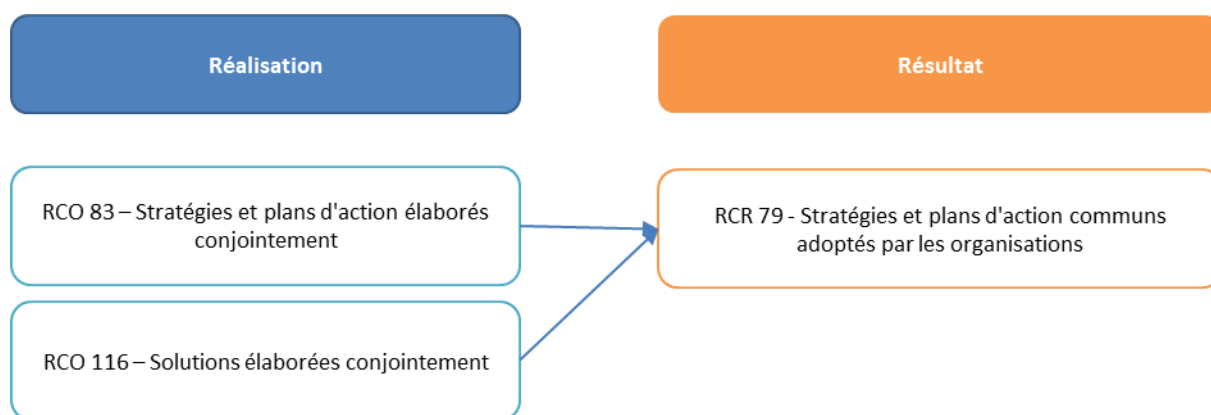 Réalisation
Résultat
RCO 83 – Stratégies et plans d'action élaborés
conjointement
RCR 79 - Stratégies et plans d'action communs
adoptés par les organisations
RCO 116 – Solutions élaborées conjointement